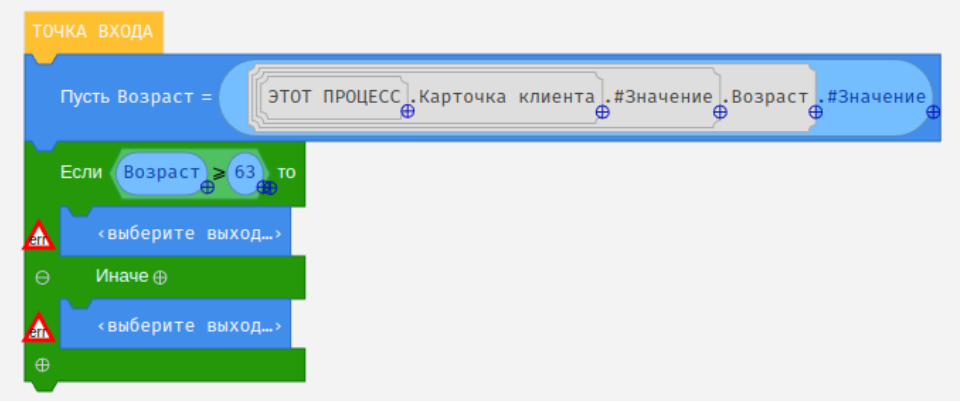 ТОЧКА ВХОДА
Пусть Возраст = ЭТОТ ПРОЦЕСС .Карточка клиента .#Значение .Возраст .#Значение
Если Возраст ⩾ 63 то
err ‹выберите выход…›
Иначе
err ‹выберите выход…›